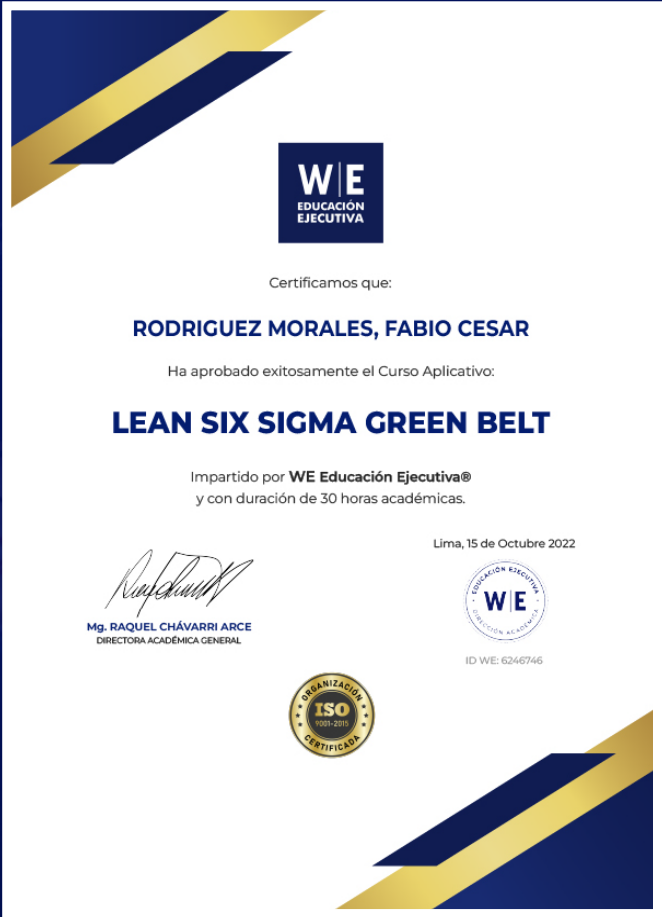 W|E
EDUCACIÓN
EJECUTIVA
Certificamos que:
RODRIGUEZ MORALES, FABIO CESAR
Ha aprobado exitosamente el Curso Aplicativo:
LEAN SIX SIGMA GREEN BELT
Impartido por WE Educación Ejecutiva®
y con duración de 30 horas académicas.
Lima, 15 de Octubre 2022
Mg. RAQUEL CHÁVARRI ARCE
DIRECTORA ACADÉMICA GENERAL
EDUCACIÓN EJECUTIVA
W|E
DIRECCIÓN ACADÉMICA
ID WE: 6246746
ORGANIZACIÓN
ISO
9001-2015
CERTIFICADA